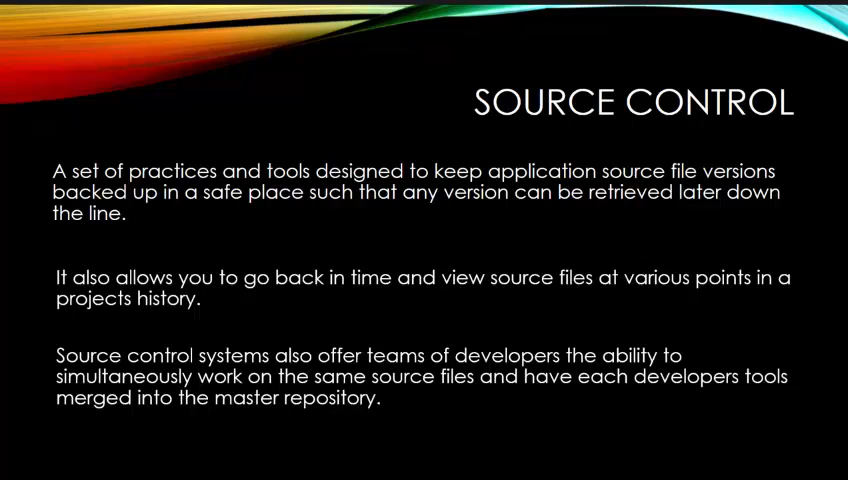 SOURCE CONTROL
A set of practices and tools designed to keep application source file versions
backed up in a safe place such that any version can be retrieved later down
the line.
It also allows you to go back in time and view source files at various points in a
projects history.
Source control systems also offer teams of developers the ability to
simultaneously work on the same source files and have each developers tools
merged into the master repository.